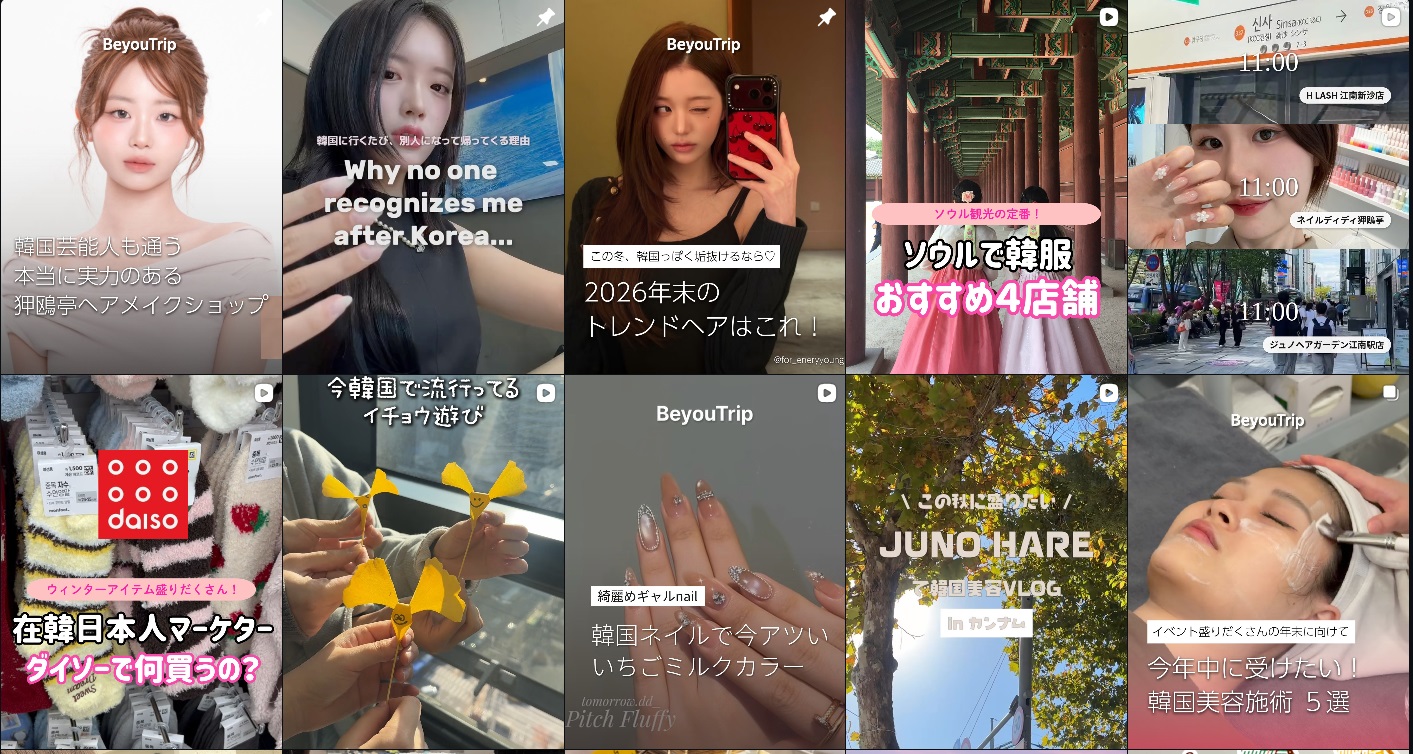 BeyouTrip
韓国芸能人も通う
本当に実力のある
狎鴎亭ヘアメイクショップ
韓国に行くたび、別人になって帰ってくる理由
Why no one
recognizes me
after Korea...
BeyouTrip
この冬、韓国っぽく垢抜けるなら♡
2026年末の
トレンドヘアはこれ！
@for_eneryyoung
ソウル観光の定番！
ソウルで韓服
おすすめ4店舗
신사 Sinsa
11:00
H LASH 江南新沙店
11:00
ネイルディディ狎鴎亭
11:00
ジュノヘアガーデン江南駅店
daiso
ウィンターアイテム盛りだくさん！
在韓日本人マーケター
ダイソーで何買うの?
Sweet
Dream
今韓国で流行ってる
イチョウ遊び
BeyouTrip
綺麗めギャルnail
韓国ネイルで今アツい
いちごミルクカラー
tomorrow.dd_
Pitch Fluffy
\ この秋に盛りたい /
JUNO HARE
で韓国美容VLOG
in カンナム
BeyouTrip
イベント盛りだくさんの年末に向けて
今年中に受けたい！
韓国美容施術 ５選